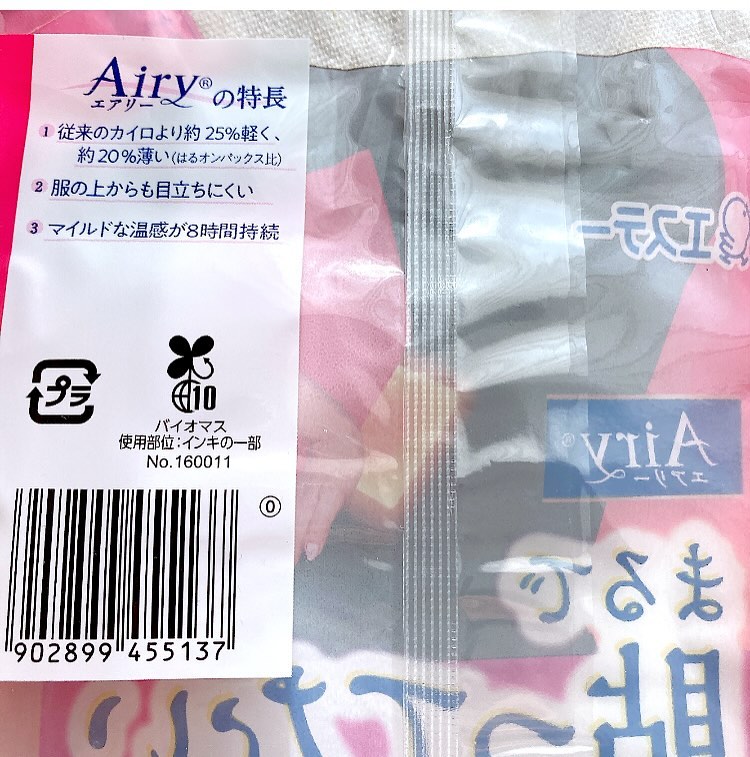 Airy®の特長
エアリー
1 従来のカイロより約25%軽く、
約20%薄い(はるオンパックス比)
2 服の上からも目立ちにくい
3 マイルドな温感が8時間持続
エステー
プラ
10
バイオマス
使用部位:インキの一部
No.160011
0
902899 455137
Airy®
エアリー
まるで
貼ってない